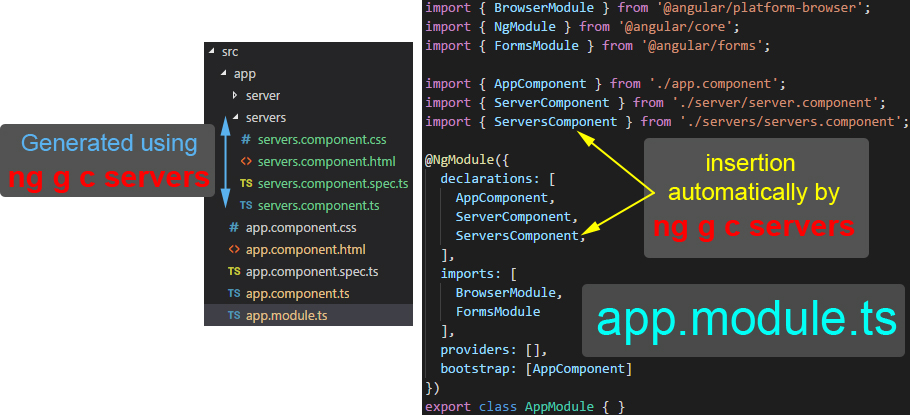 Generated using
ng g c servers
src
app
server
servers
# servers.component.css
<> servers.component.html
TS servers.component.spec.ts
TS servers.component.ts
# app.component.css
<> app.component.html
TS app.component.spec.ts
TS app.component.ts
TS app.module.ts
import { BrowserModule } from '@angular/platform-browser';
import { NgModule } from '@angular/core';
import { FormsModule } from '@angular/forms';
import { AppComponent } from './app.component';
import { ServerComponent } from './server/server.component';
import { ServersComponent } from './servers/servers.component';
@NgModule({
declarations: [
AppComponent,
ServerComponent,
ServersComponent,
],
imports: [
BrowserModule,
FormsModule
],
providers: [],
bootstrap: [AppComponent]
})
export class AppModule { }
insertion
automatically by
ng g c servers
app.module.ts